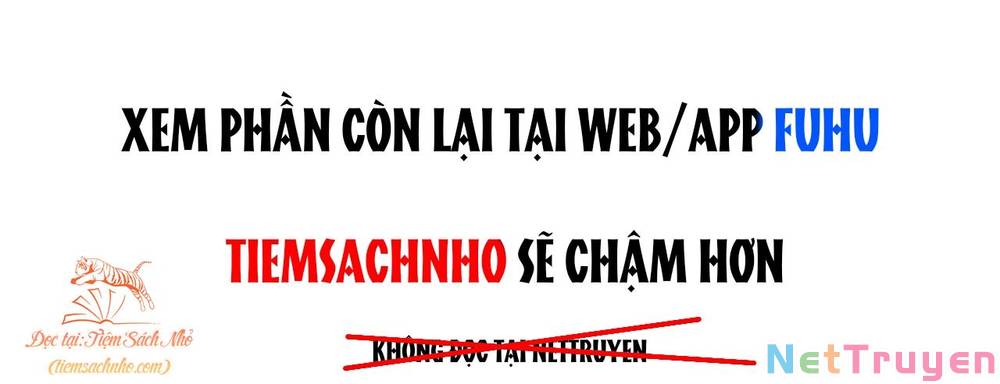 XEM PHẦN CÒN LẠI TẠI WEB/APP FUHU
TIEMSACHNHO SẼ CHẬM HƠN
KHÔNG ĐỌC TẠI NETTRUYEN
Đọc tại: Tiệm Sách Nhỏ
(tiemsachnho.com)
NetTruyen